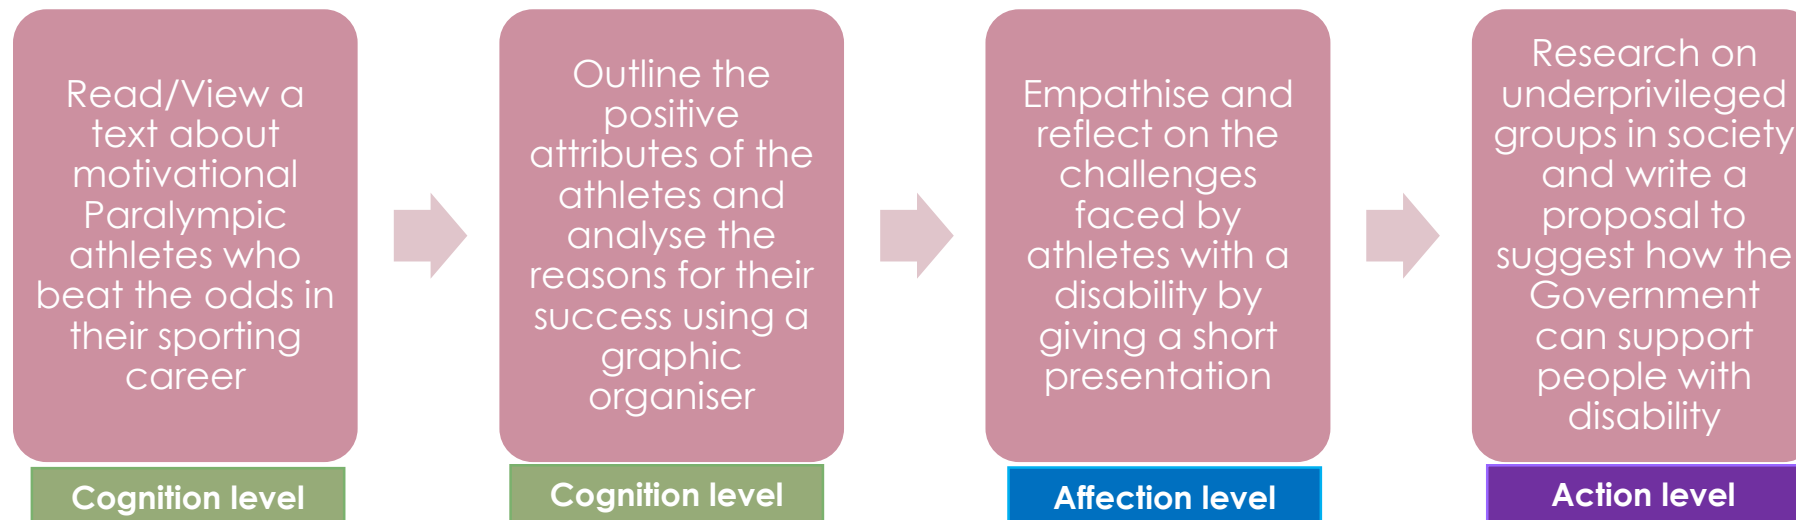 Read/View a
text about
motivational
Paralympic
athletes who
beat the odds in
their sporting
career
Cognition level
Outline the
positive
attributes of the
athletes and
analyse the
reasons for their
success using a
graphic
organiser
Cognition level
Empathise and
reflect on the
challenges
faced by
athletes with a
disability by
giving a short
presentation
Affection level
Research on
underprivileged
groups in society
and write a
proposal to
suggest how the
Government
can support
people with
disability
Action level